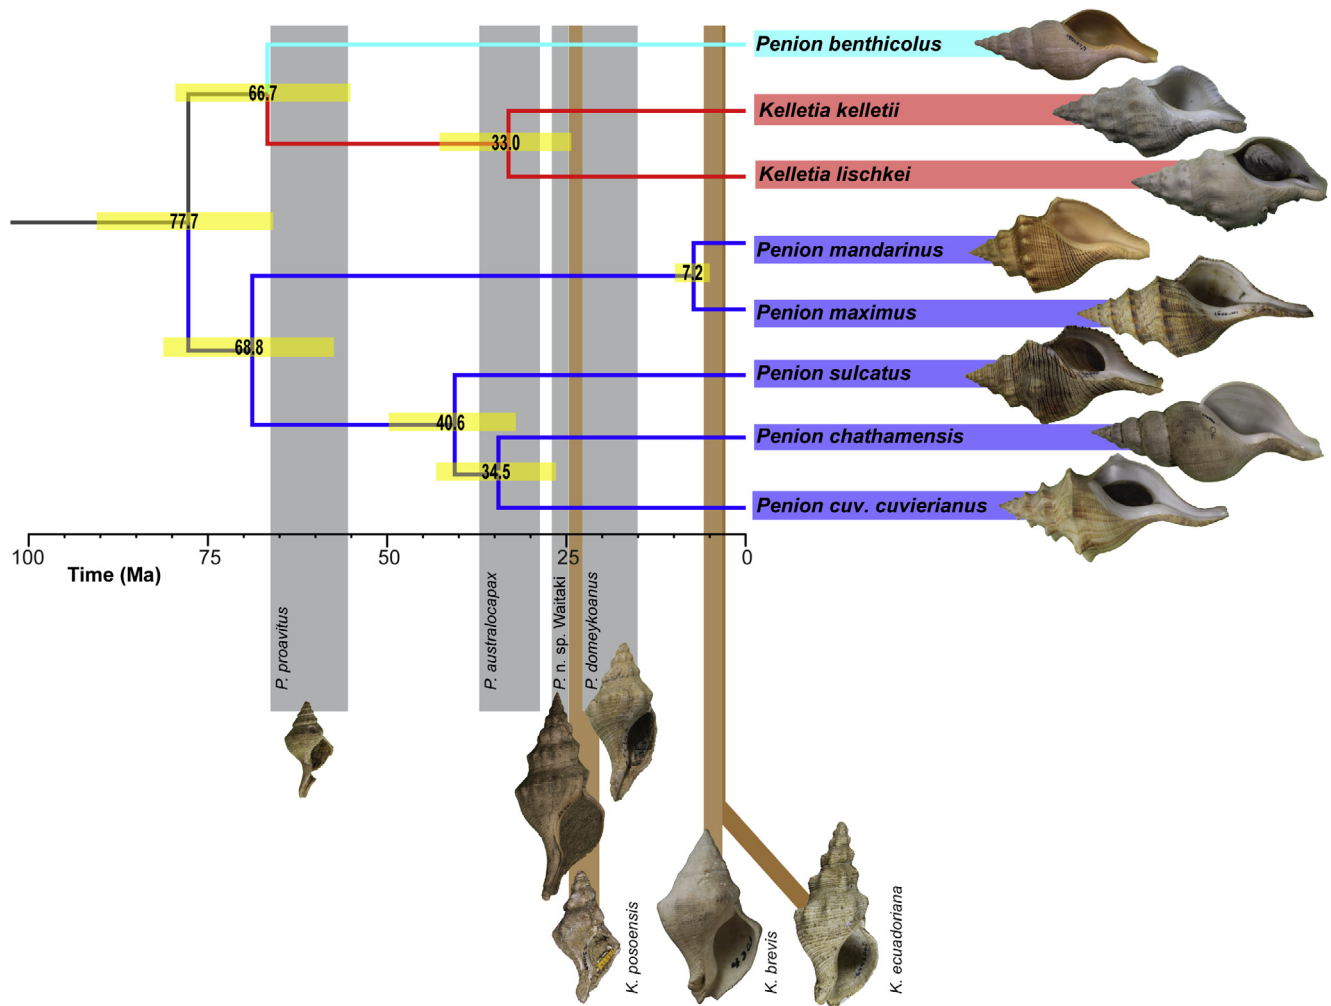 Penion benthicolus
66.7
Kelletia kelletii
33.0
Kelletia lischkei
77.7
Penion mandarinus
7.2
Penion maximus
68.8
Penion sulcatus
40.6
Penion chathamensis
34.5
Penion cuv. cuvierianus
100 75 50 25 0
Time (Ma)
P. proavitus
P. australocapax
P. n. sp. Waitaki
P. domeykoanus
K. posoensis
K. brevis
K. ecuadoriana